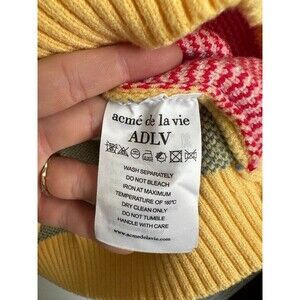 acmé de la vie
ADLV
WASH SEPARATELY
DO NOT BLEACH
IRON AT MAXIMUM
TEMPERATURE OF 180°C
DRY CLEAN ONLY
DO NOT TUMBLE
HANDLE WITH CARE
www.acmedelavie.com